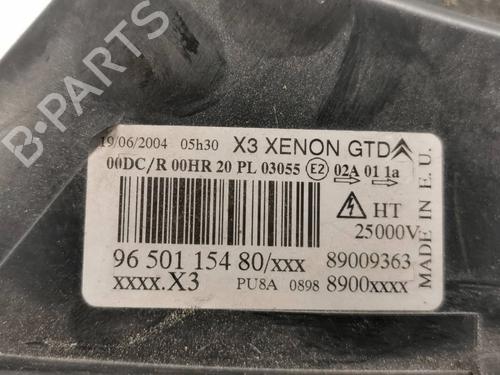 19/06/2004 05h30 X3 XENON GTD
00DC/R 00HR 20 PL 03055 E2 02A 01 1a
HT
25000V
96 501 154 80/xxx 89009363
xxxx.X3 PU8A 0898 8900xxxx
MADE IN E.U.
B-PARTS